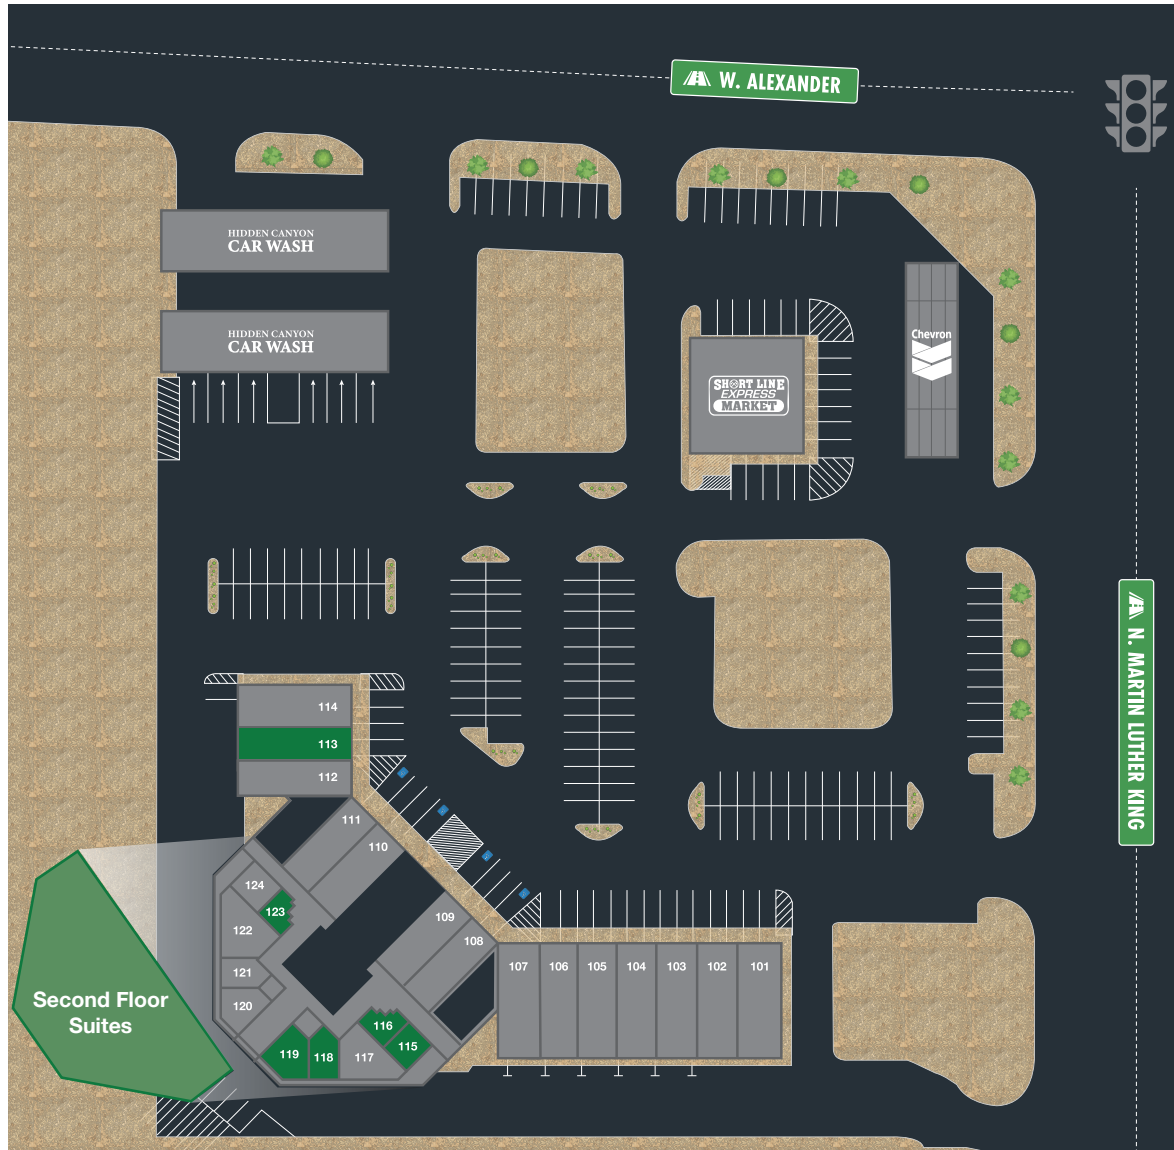 W. ALEXANDER
HIDDEN CANYON
CAR WASH
HIDDEN CANYON
CAR WASH
Chevron
SHORT LINE
EXPRESS
MARKET
N. MARTIN LUTHER KING
114
113
112
111
110
109
108
107
106
105
104
103
102
101
124
123
122
121
120
119
118
117
116
115
Second Floor
Suites